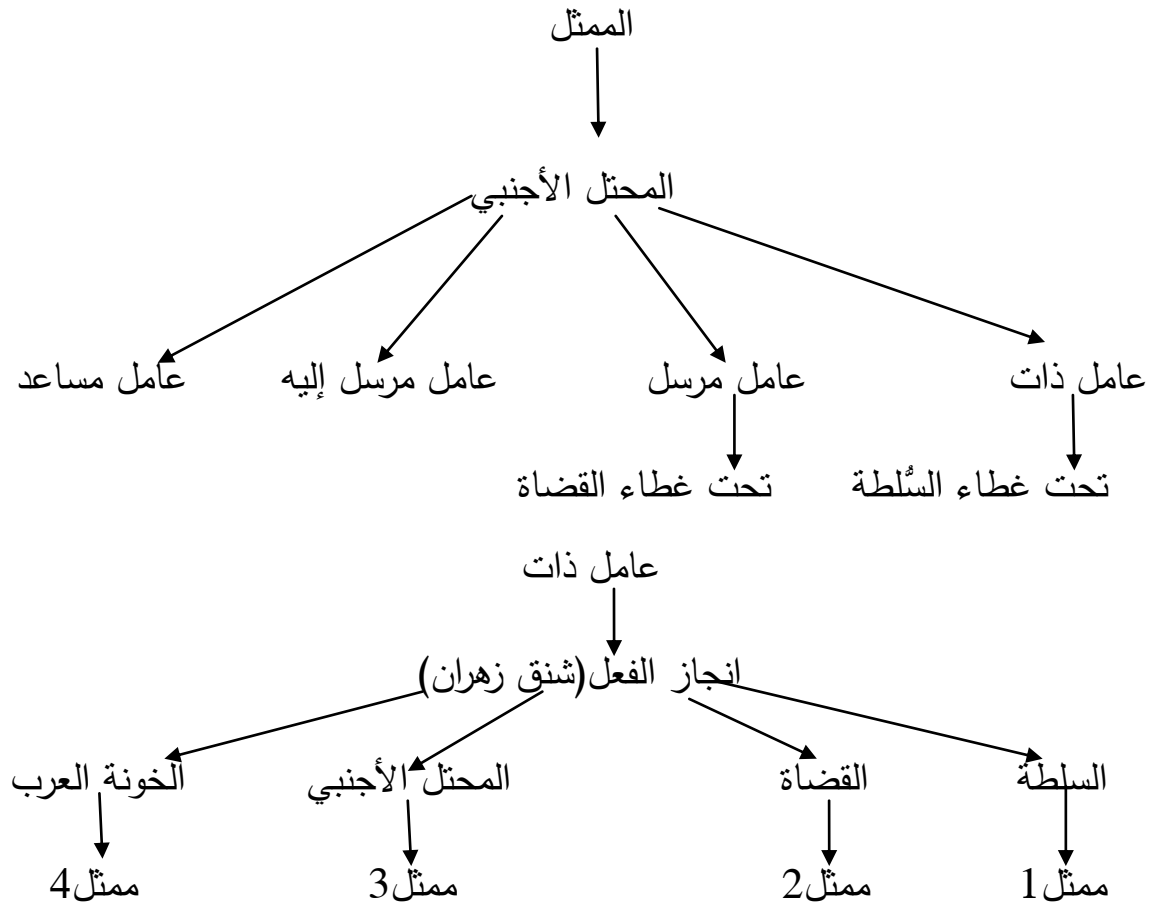 الممثل
المحتل الأجنبي
عامل ذات عامل مرسل عامل مرسل إليه عامل مساعد
تحت غطاء السُّلطة تحت غطاء القضاة
عامل ذات
انجاز الفعل(شنق زهران)
السلطة القضاة المحتل الأجنبي الخونة العرب
ممثل1 ممثل2 ممثل3 ممثل4